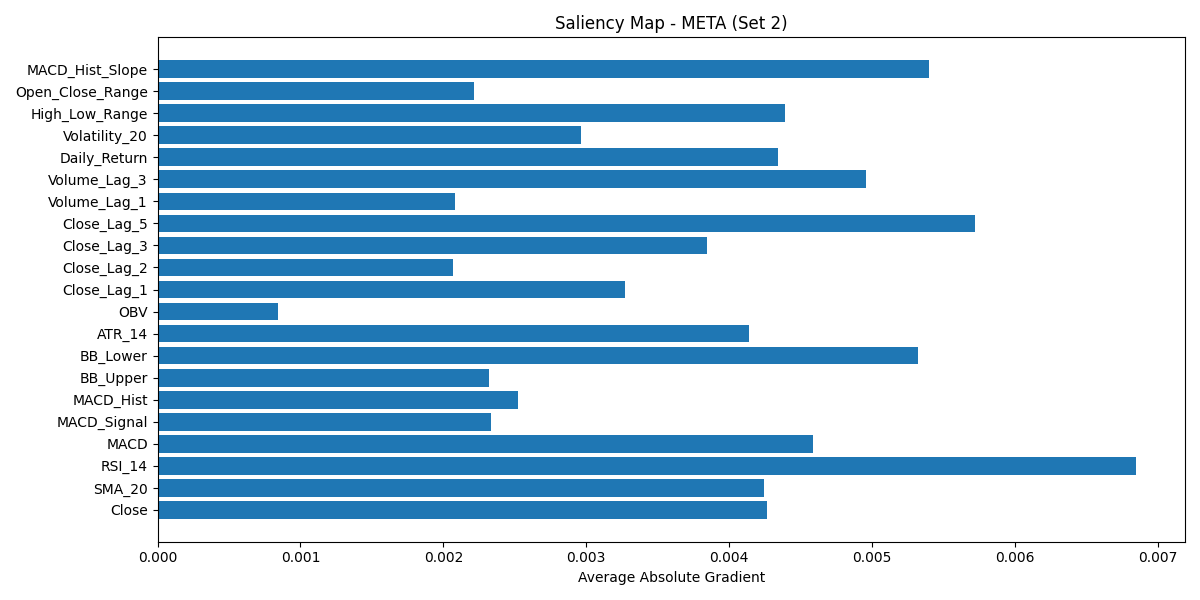 Saliency Map - META (Set 2)
MACD_Hist_Slope
Open_Close_Range
High_Low_Range
Volatility_20
Daily_Return
Volume_Lag_3
Volume_Lag_1
Close_Lag_5
Close_Lag_3
Close_Lag_2
Close_Lag_1
OBV
ATR_14
BB_Lower
BB_Upper
MACD_Hist
MACD_Signal
MACD
RSI_14
SMA_20
Close
0.000 0.001 0.002 0.003 0.004 0.005 0.006 0.007
Average Absolute Gradient